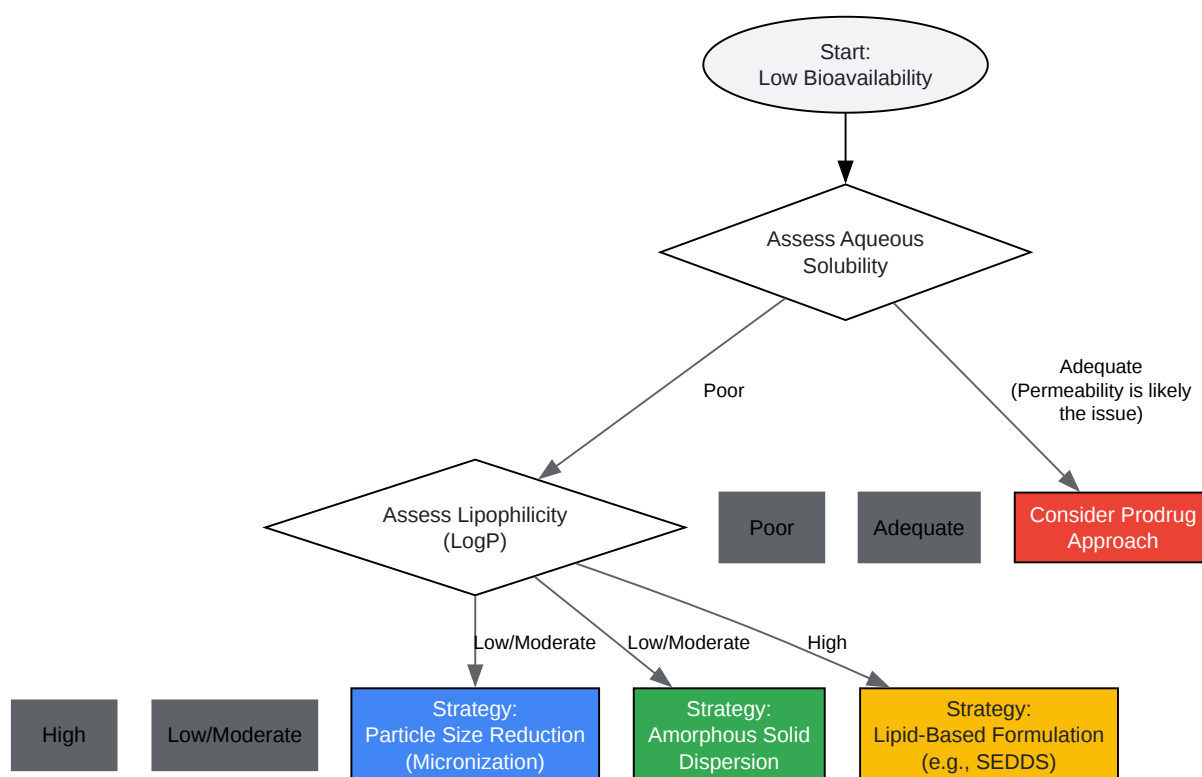 Start:
Low Bioavailability
Assess Aqueous
Solubility
Poor
Adequate
(Permeability is likely
the issue)
Assess Lipophilicity
(LogP)
Poor
Adequate
Consider Prodrug
Approach
Low/Moderate
Low/Moderate
High
High
Low/Moderate
Strategy:
Particle Size Reduction
(Micronization)
Strategy:
Amorphous Solid
Dispersion
Strategy:
Lipid-Based Formulation
(e.g., SEDDS)